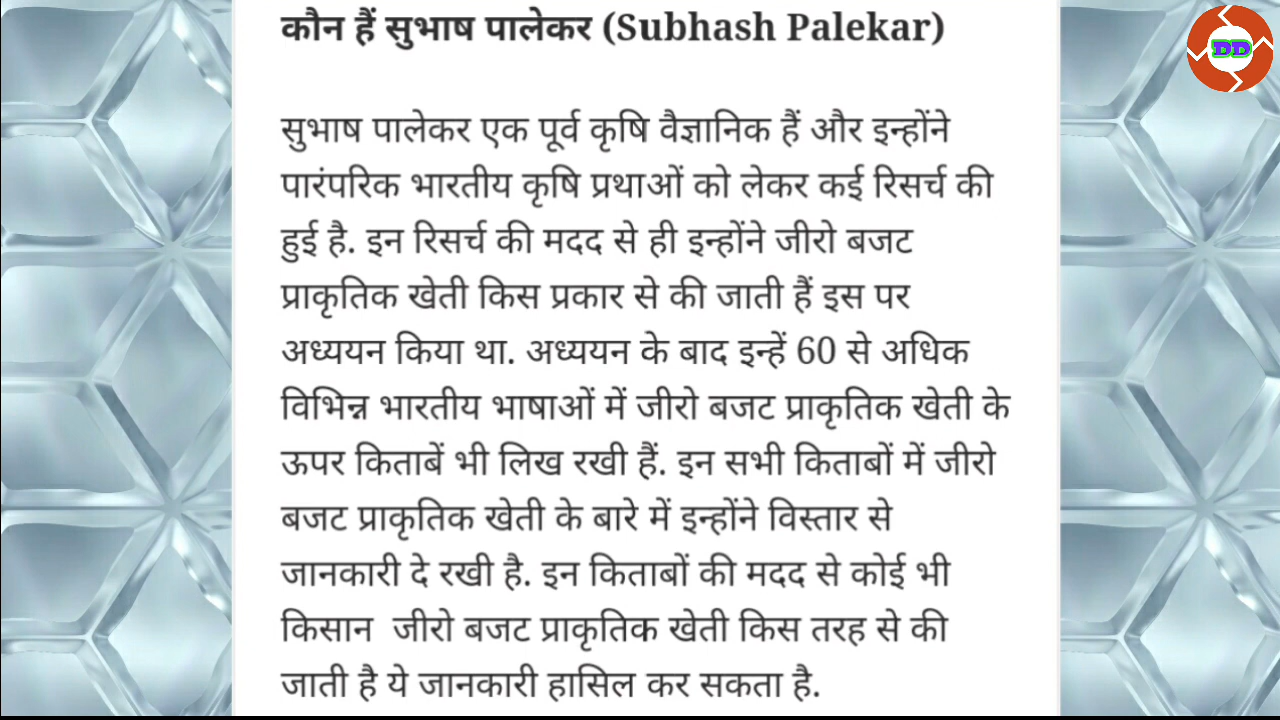 कौन हैं सुभाष पालेकर (Subhash Palekar)
सुभाष पालेकर एक पूर्व कृषि वैज्ञानिक हैं और इन्होंने
पारंपरिक भारतीय कृषि प्रथाओं को लेकर कई रिसर्च की
हुई है. इन रिसर्च की मदद से ही इन्होंने जीरो बजट
प्राकृतिक खेती किस प्रकार से की जाती हैं इस पर
अध्ययन किया था. अध्ययन के बाद इन्हें 60 से अधिक
विभिन्न भारतीय भाषाओं में जीरो बजट प्राकृतिक खेती के
ऊपर किताबें भी लिख रखी हैं. इन सभी किताबों में जीरो
बजट प्राकृतिक खेती के बारे में इन्होंने विस्तार से
जानकारी दे रखी है. इन किताबों की मदद से कोई भी
किसान  जीरो बजट प्राकृतिक खेती किस तरह से की
जाती है ये जानकारी हासिल कर सकता है.
DD